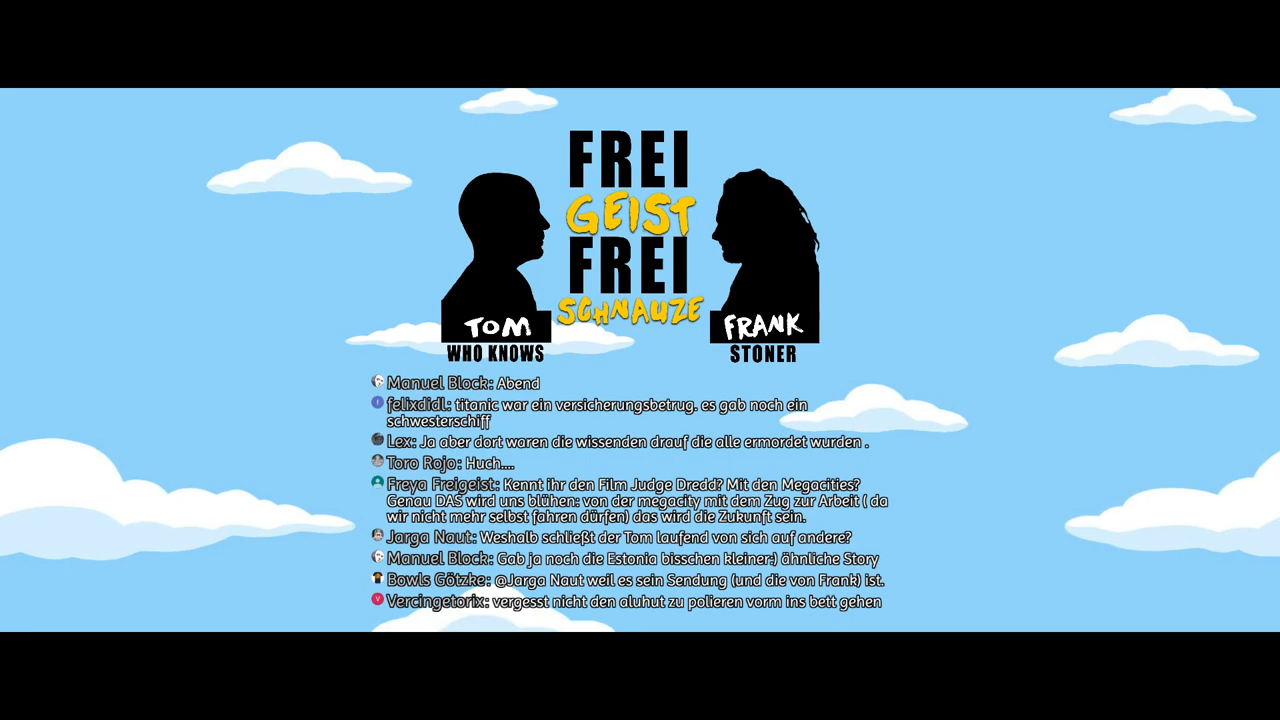 FREI
GEIST
FREI
SCHNAUZE
TOM
WHO KNOWS
FRANK
STONER
Manuel Block: Abend
felixdidl: titanic war ein versicherungsbetrug. es gab noch ein
schwesterschiff
Lex: Ja aber dort waren die wissenden drauf die alle ermordet wurden .
Toro Rojo: Huch....
Freya Freigeist: Kennt ihr den Film Judge Dredd? Mit den Megacities?
Genau DAS wird uns blühen: von der megacity mit dem Zug zur Arbeit ( da
wir nicht mehr selbst fahren dürfen) das wird die Zukunft sein.
Jarga Naut: Weshalb schließt der Tom laufend von sich auf andere?
Manuel Block: Gab ja noch die Estonia bisschen kleiner;) ähnliche Story
Bowls Götzke: @Jarga Naut weil es sein Sendung (und die von Frank) ist.
Vercingetorix: vergesst nicht den aluhut zu polieren vorm ins bett gehen